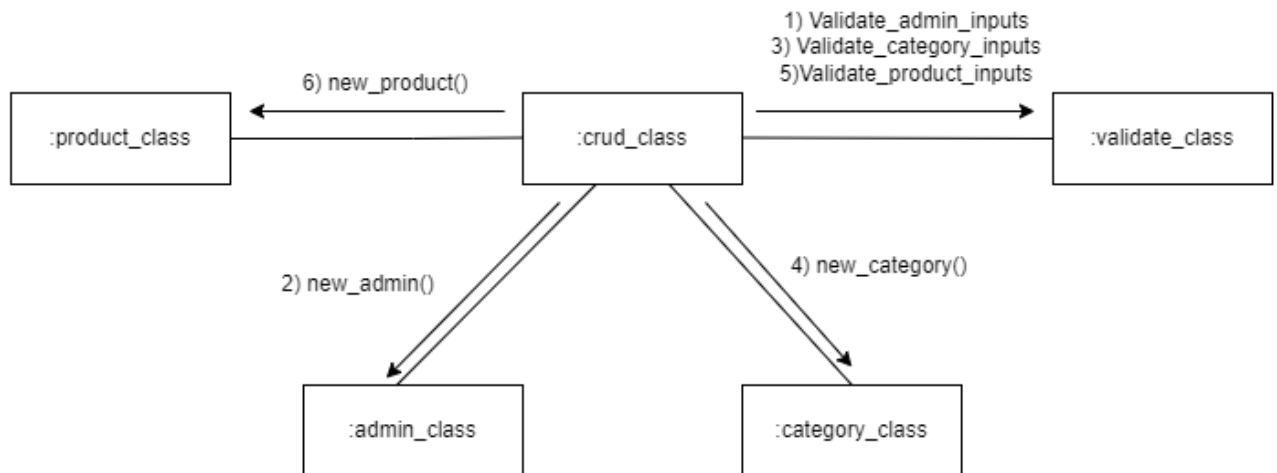 1) Validate_admin_inputs
3) Validate_category_inputs
5)Validate_product_inputs
6) new_product()
:product_class
:crud_class
:validate_class
2) new_admin()
4) new_category()
:admin_class
:category_class